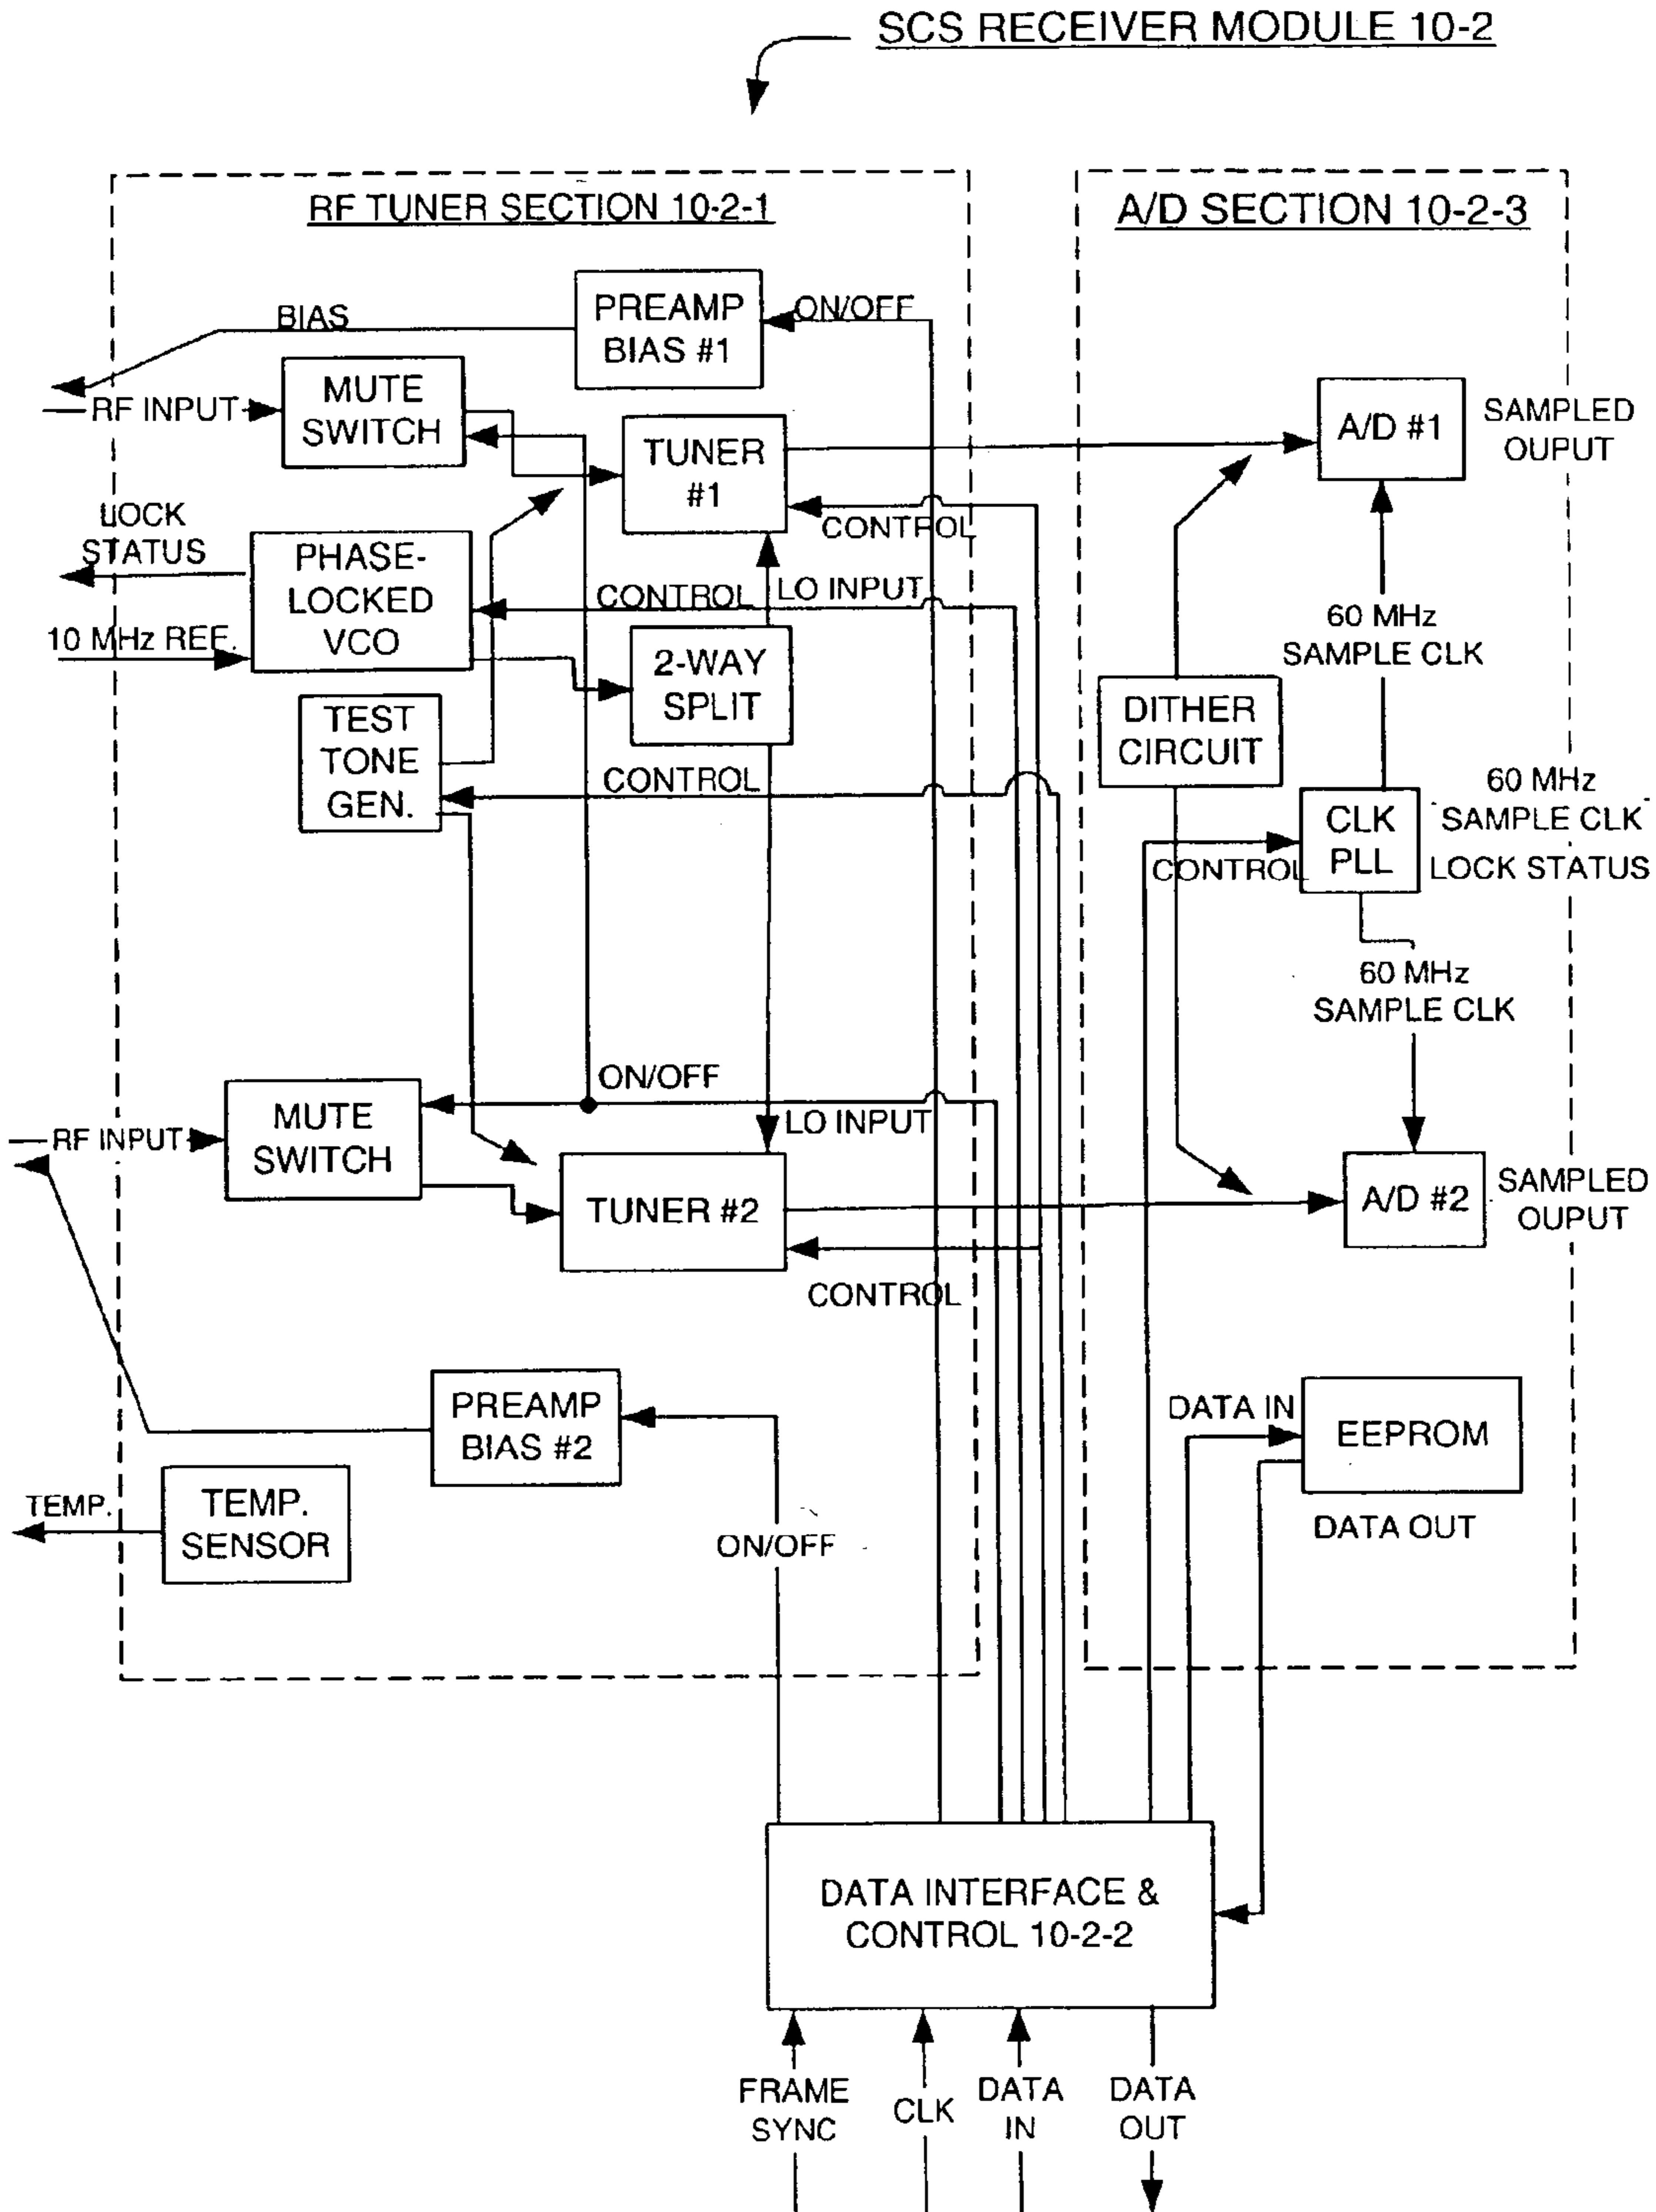 SCS RECEIVER MODULE 10-2
RF TUNER SECTION 10-2-1
A/D SECTION 10-2-3
BIAS
PREAMP
BIAS #1
ON/OFF
RF INPUT
MUTE
SWITCH
TUNER
#1
A/D #1
SAMPLED
OUPUT
LOCK
STATUS
PHASE-
LOCKED
VCO
CONTROL
CONTROL
LO INPUT
10 MHz REF.
2-WAY
SPLIT
60 MHz
SAMPLE CLK
TEST
TONE
GEN.
CONTROL
DITHER
CIRCUIT
CLK
PLL
60 MHz
SAMPLE CLK
LOCK STATUS
CONTROL
60 MHz
SAMPLE CLK
ON/OFF
LO INPUT
RF INPUT
MUTE
SWITCH
TUNER #2
A/D #2
SAMPLED
OUPUT
CONTROL
PREAMP
BIAS #2
DATA IN
EEPROM
DATA OUT
TEMP.
TEMP.
SENSOR
ON/OFF
DATA INTERFACE &
CONTROL 10-2-2
FRAME
SYNC
CLK
DATA
IN
DATA
OUT